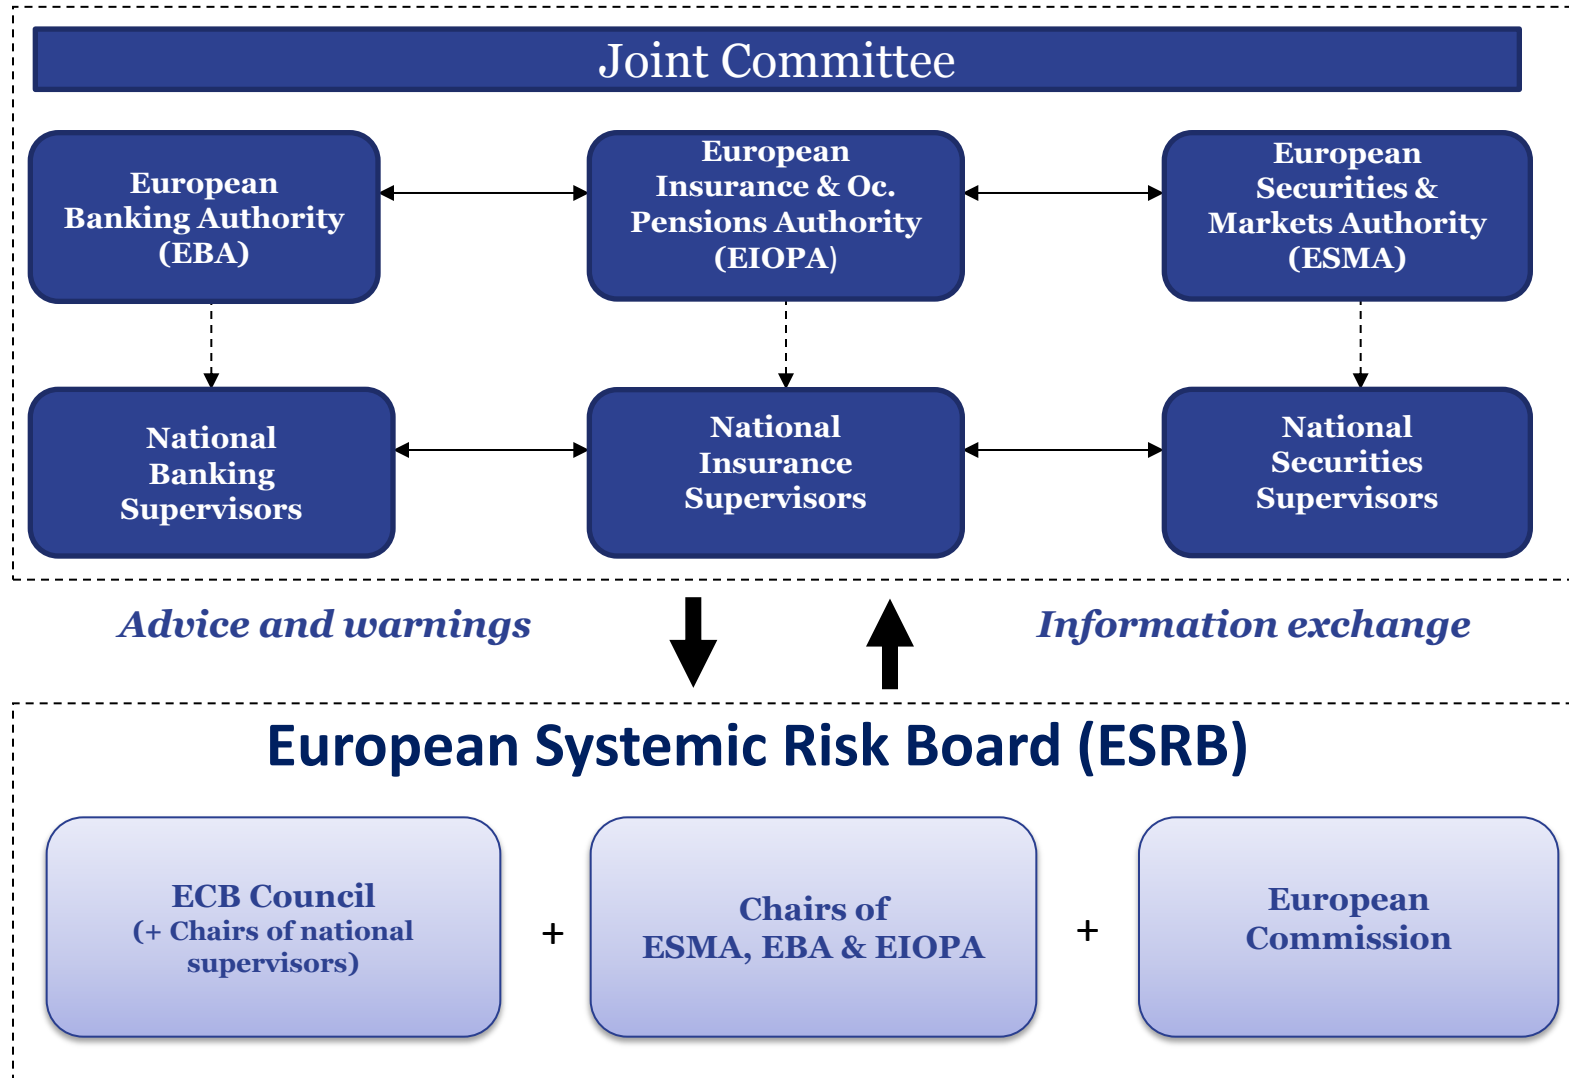 Joint Committee
European
Banking Authority
(EBA)
European
Insurance & Oc.
Pensions Authority
(EIOPA)
European
Securities &
Markets Authority
(ESMA)
National
Banking
Supervisors
National
Insurance
Supervisors
National
Securities
Supervisors
Advice and warnings
Information exchange
European Systemic Risk Board (ESRB)
ECB Council
(+ Chairs of national
supervisors)
+
Chairs of
ESMA, EBA & EIOPA
+
European
Commission